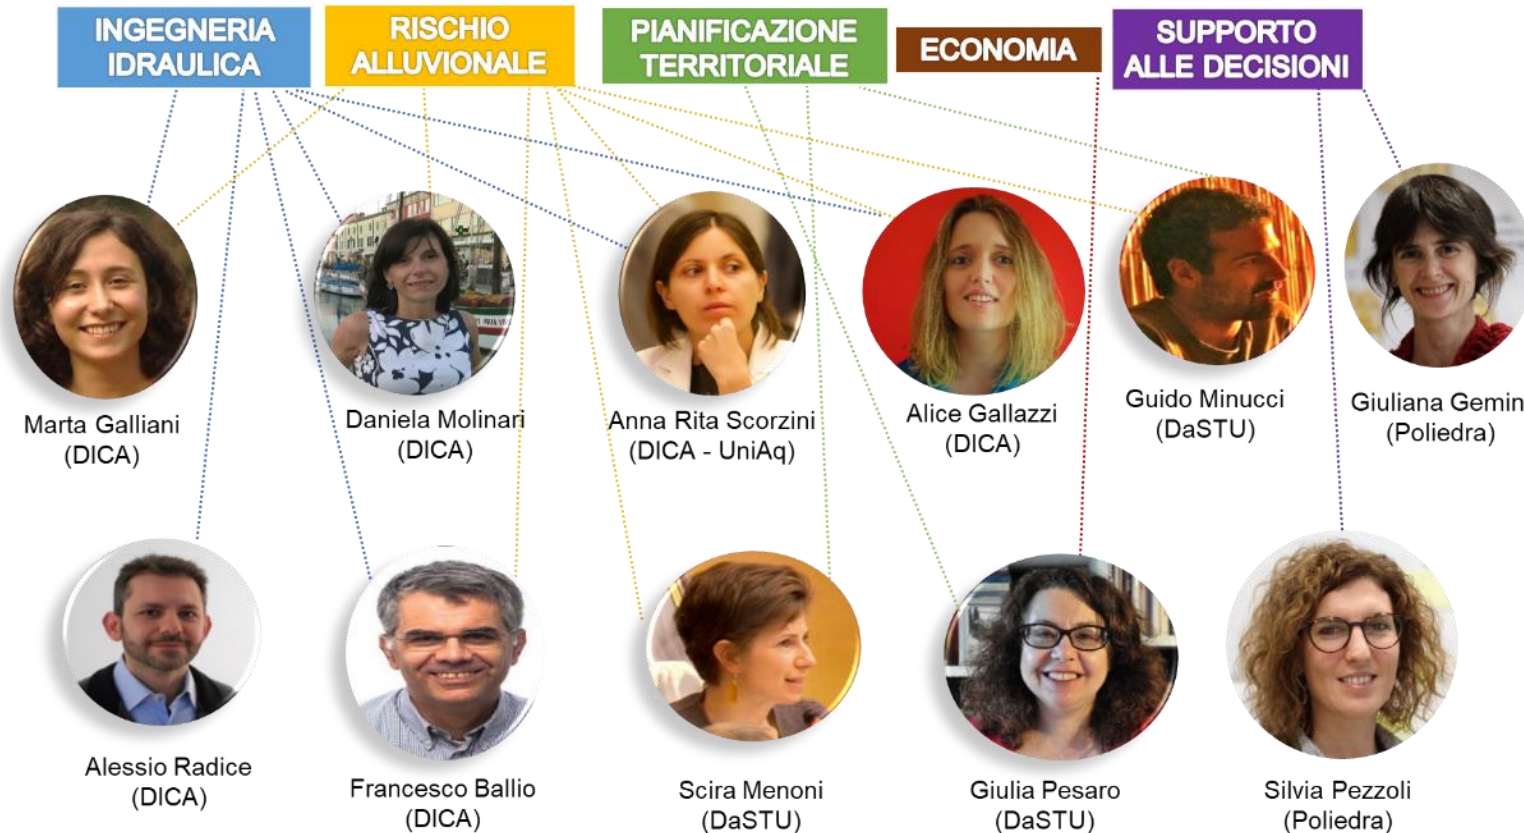 INGEGNERIA
IDRAULICA
RISCHIO
ALLUVIONALE
PIANIFICAZIONE
TERRITORIALE
ECONOMIA
SUPPORTO
ALLE DECISIONI
Marta Galliani
(DICA)
Daniela Molinari
(DICA)
Anna Rita Scorzini
(DICA - UniAq)
Alice Gallazzi
(DICA)
Guido Minucci
(DaSTU)
Giuliana Gemin
(Poliedra)
Alessio Radice
(DICA)
Francesco Ballio
(DICA)
Scira Menoni
(DaSTU)
Giulia Pesaro
(DaSTU)
Silvia Pezzoli
(Poliedra)